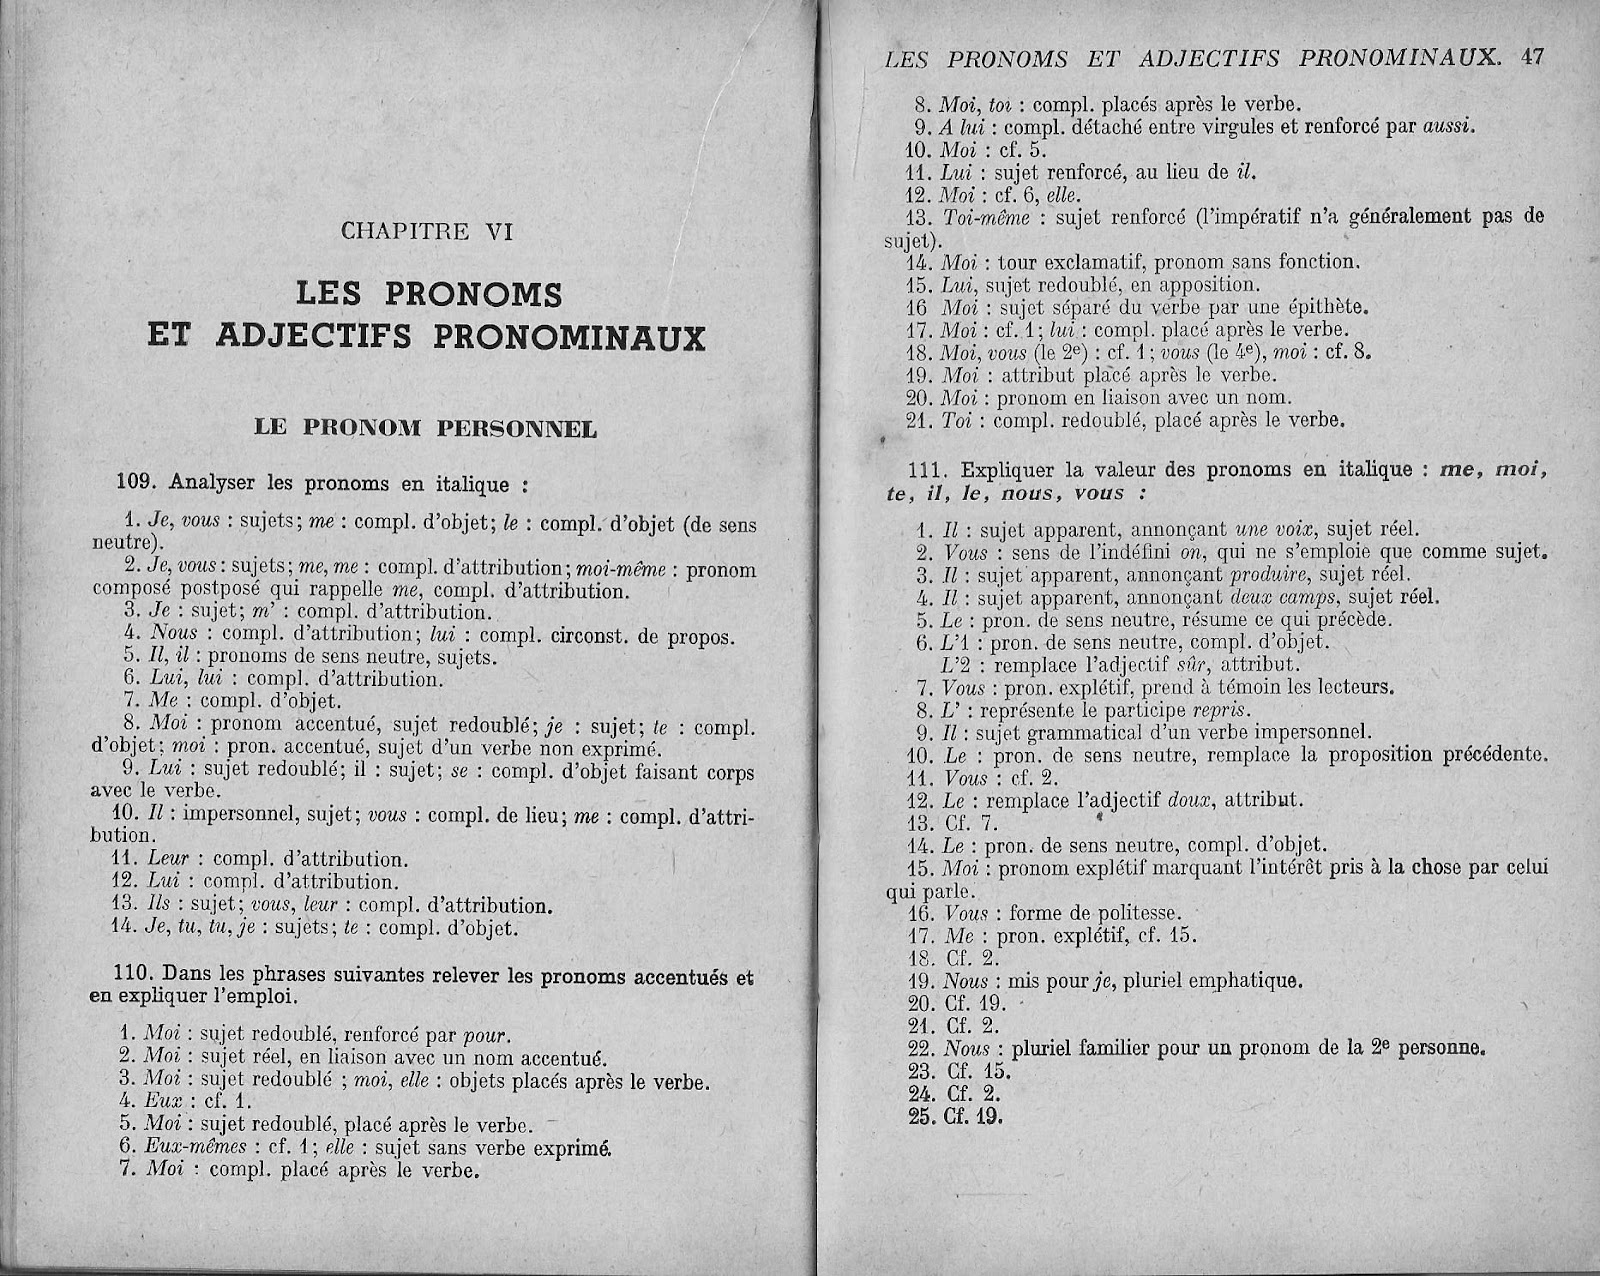 CHAPITRE VI
LES PRONOMS
ET ADJECTIFS PRONOMINAUX
LE PRONOM PERSONNEL
109. Analyser les pronoms en italique :
1. Je, vous : sujets; me : compl. d'objet; le : compl. d'objet (de sens
neutre).
2. Je, vous : sujets; me, me : compl. d'attribution; moi-même : pronom
composé postposé qui rappelle me, compl. d'attribution.
3. Je : sujet; m' : compl. d'attribution.
4. Nous : compl. d'attribution; lui : compl. circonst. de propos.
5. Il, il : pronoms de sens neutre, sujets.
6. Lui, lui : compl. d'attribution.
7. Me : compl. d'objet.
8. Moi : pronom accentué, sujet redoublé; je : sujet; te : compl.
d'objet; moi : pron. accentué, sujet d'un verbe non exprimé.
9. Lui : sujet redoublé; il : sujet; se : compl. d'objet faisant corps
avec le verbe.
10. Il : impersonnel, sujet; vous : compl. de lieu; me : compl. d'attri-
bution.
11. Leur : compl. d'attribution.
12. Lui : compl. d'attribution.
13. Ils : sujet; vous, leur : compl. d'attribution.
14. Je, tu, tu, je : sujets; te : compl. d'objet.
110. Dans les phrases suivantes relever les pronoms accentués et
en expliquer l'emploi.
1. Moi : sujet redoublé, renforcé par pour.
2. Moi : sujet réel, en liaison avec un nom accentué.
3. Moi : sujet redoublé ; moi, elle : objets placés après le verbe.
4. Eux : cf. 1.
5. Moi : sujet redoublé, placé après le verbe.
6. Eux-mêmes : cf. 1; elle : sujet sans verbe exprimé.
7. Moi : compl. placé après le verbe.
LES PRONOMS ET ADJECTIFS PRONOMINAUX. 47
8. Moi, toi : compl. placés après le verbe.
9. A lui : compl. détaché entre virgules et renforcé par aussi.
10. Moi : cf. 5.
11. Lui : sujet renforcé, au lieu de il.
12. Moi : cf. 6, elle.
13. Toi-même : sujet renforcé (l'impératif n'a généralement pas de
sujet).
14. Moi : tour exclamatif, pronom sans fonction.
15. Lui, sujet redoublé, en apposition.
16 Moi : sujet séparé du verbe par une épithète.
17. Moi : cf. 1; lui : compl. placé après le verbe.
18. Moi, vous (le 2e) : cf. 1 ; vous (le 4e), moi : cf. 8.
19. Moi : attribut placé après le verbe.
20. Moi : pronom en liaison avec un nom.
21. Toi : compl. redoublé, placé après le verbe.
111. Expliquer la valeur des pronoms en italique : me, moi,
te, il, le, nous, vous :
1. Il : sujet apparent, annonçant une voix, sujet réel.
2. Vous : sens de l'indéfini on, qui ne s'emploie que comme sujet.
3. Il : sujet apparent, annonçant produire, sujet réel.
4. Il : sujet apparent, annonçant deux camps, sujet réel.
5. Le : pron. de sens neutre, résume ce qui précède.
6. L'1 : pron. de sens neutre, compl. d'objet.
L'2 : remplace l'adjectif sûr, attribut.
7. Vous : pron. explétif, prend à témoin les lecteurs.
8. L' : représente le participe repris.
9. Il : sujet grammatical d'un verbe impersonnel.
10. Le : pron. de sens neutre, remplace la proposition précédente.
11. Vous : cf. 2.
12. Le : remplace l'adjectif doux, attribut.
13. Cf. 7.
14. Le : pron. de sens neutre, compl. d'objet.
15. Moi : pronom explétif marquant l'intérêt pris à la chose par celui
qui parle.
16. Vous : forme de politesse.
17. Me : pron. explétif, cf. 15.
18. Cf. 2.
19. Nous : mis pour je, pluriel emphatique.
20. Cf. 19.
21. Cf. 2.
22. Nous : pluriel familier pour un pronom de la 2e personne.
23. Cf. 15.
24. Cf. 2.
25. Cf. 19.